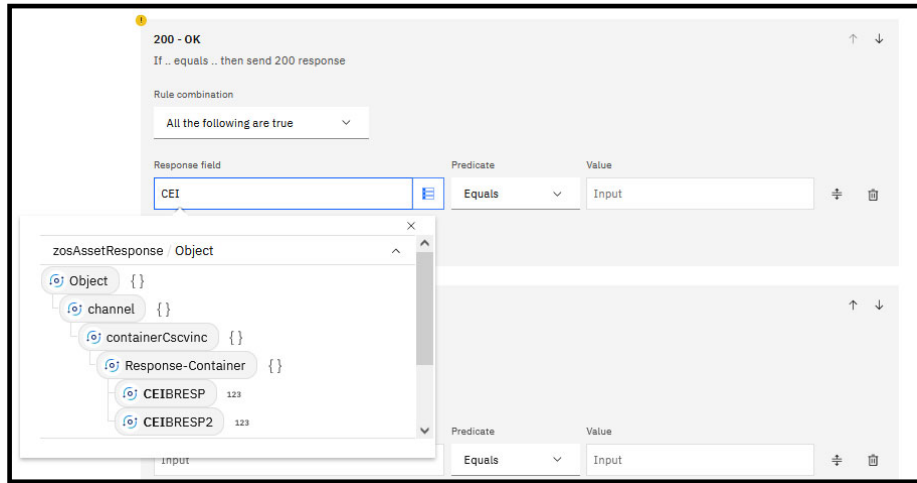 200 - OK
If .. equals .. then send 200 response
Rule combination
All the following are true
Response field Predicate Value
CEI Equals Input
zosAssetResponse / Object
Object { }
channel { }
containerCscvinc { }
Response-Container { }
CEIBRESP 123
CEIBRESP2 123
Predicate Value
Input Equals Input